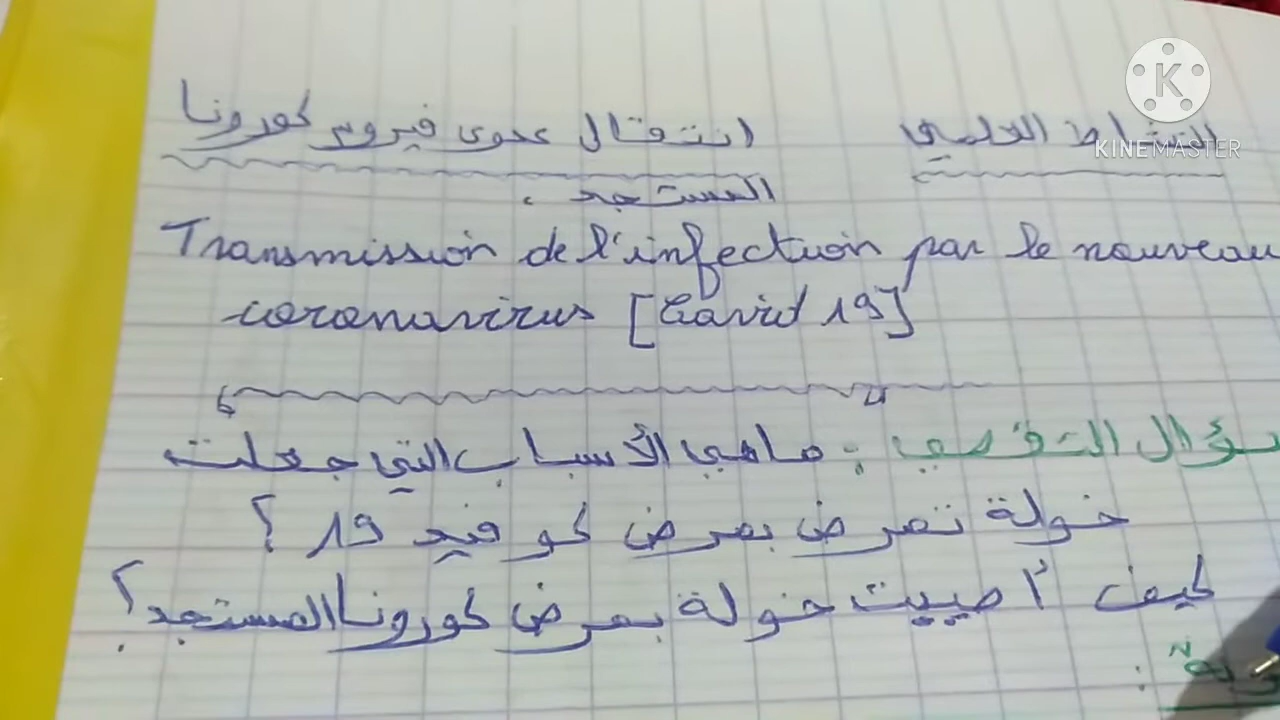 النشاط العلمي انتقال عدوى فيروس كورونا
المستجد .
Transmission de l'infection par le nouveau
coronavirus [Covid 19]
سؤال التقصي : ماهي الأسباب التي جعلت
خولة تمرض بمرض كوفيد 19 ؟
كيف أصيبت خولة بمرض كورونا المستجد ؟
KINEMASTER